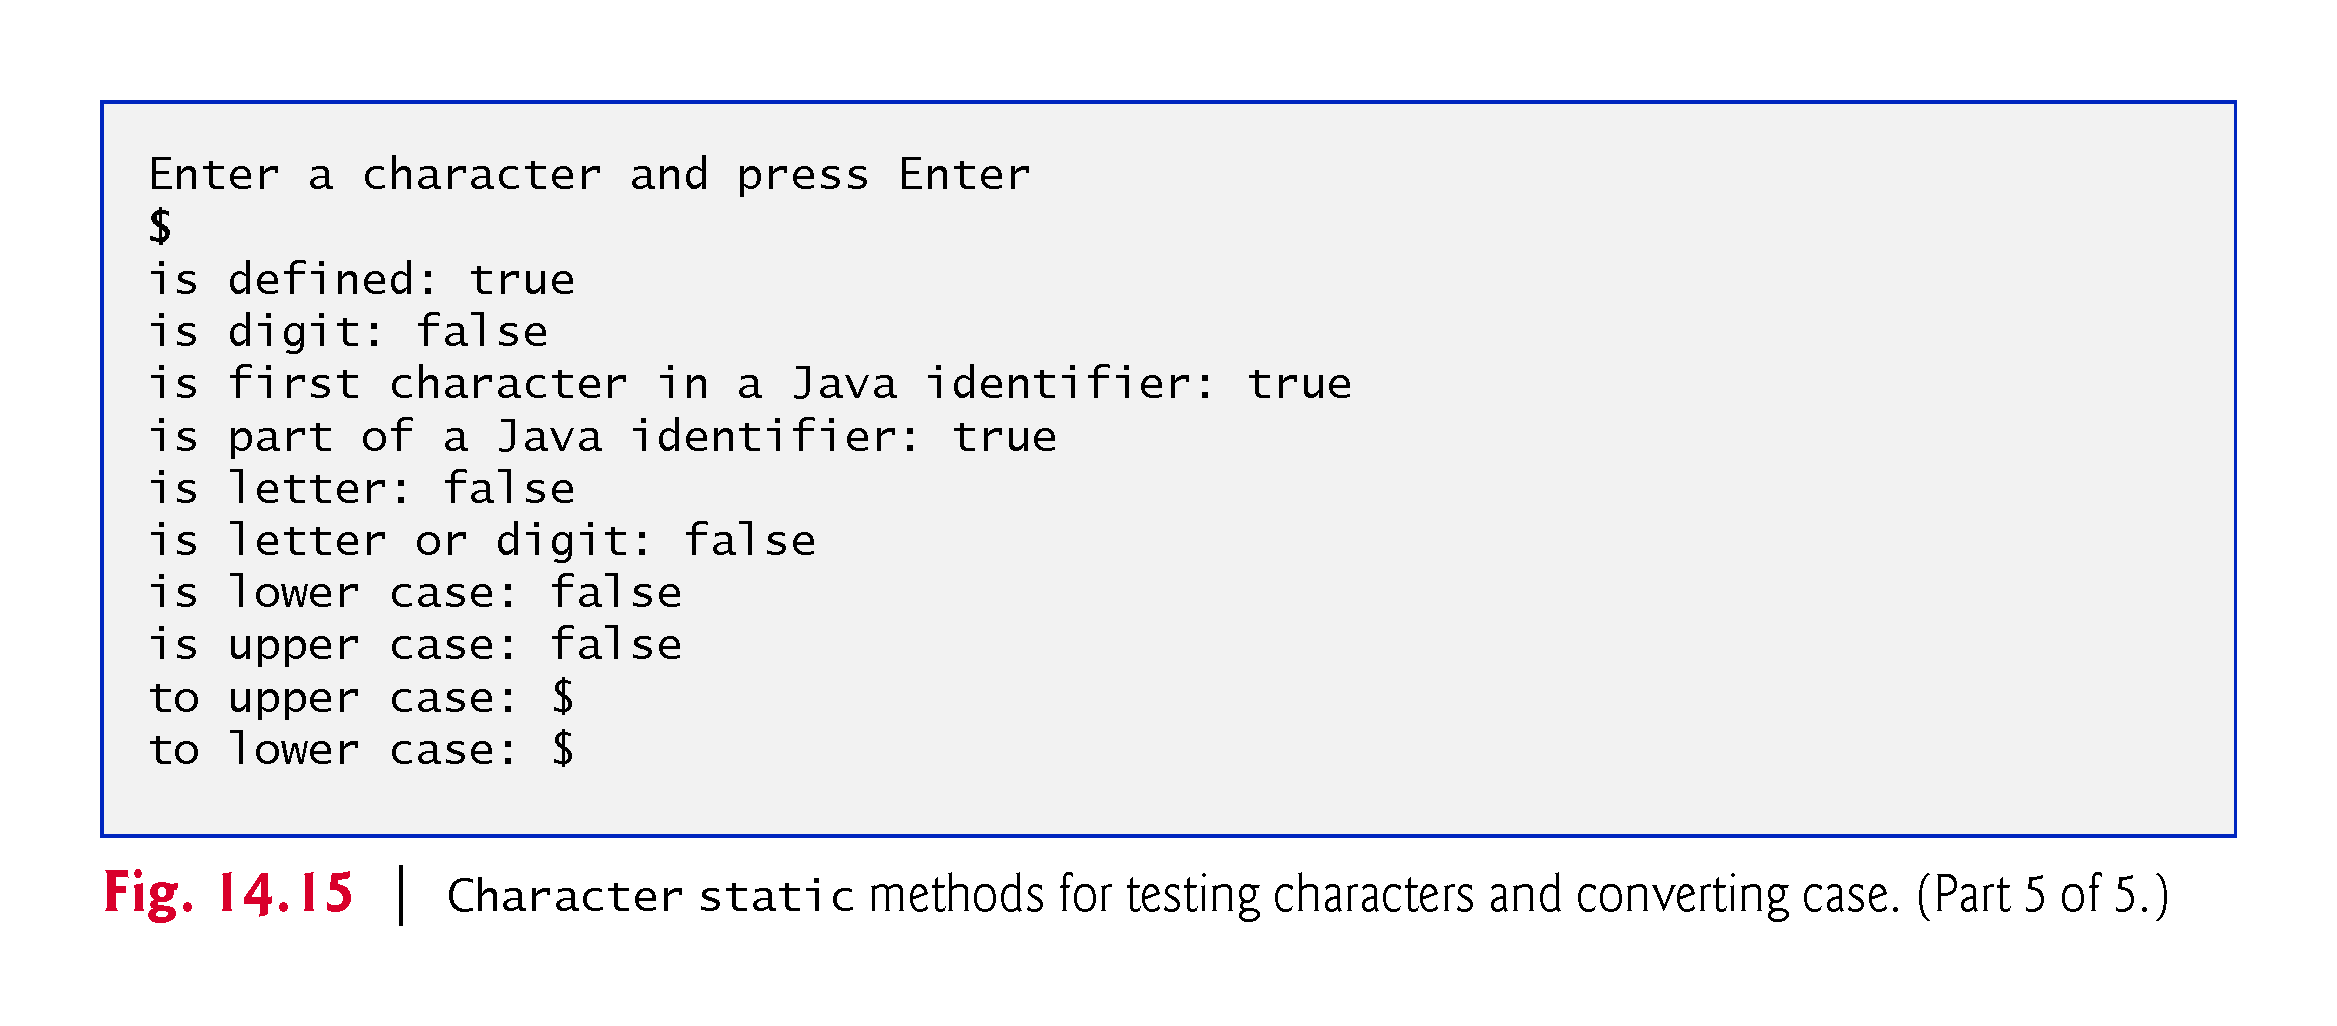 Enter a character and press Enter
$
is defined: true
is digit: false
is first character in a Java identifier: true
is part of a Java identifier: true
is letter: false
is letter or digit: false
is lower case: false
is upper case: false
to upper case: $
to lower case: $
Fig. 14.15 | Character static methods for testing characters and converting case. (Part 5 of 5.)